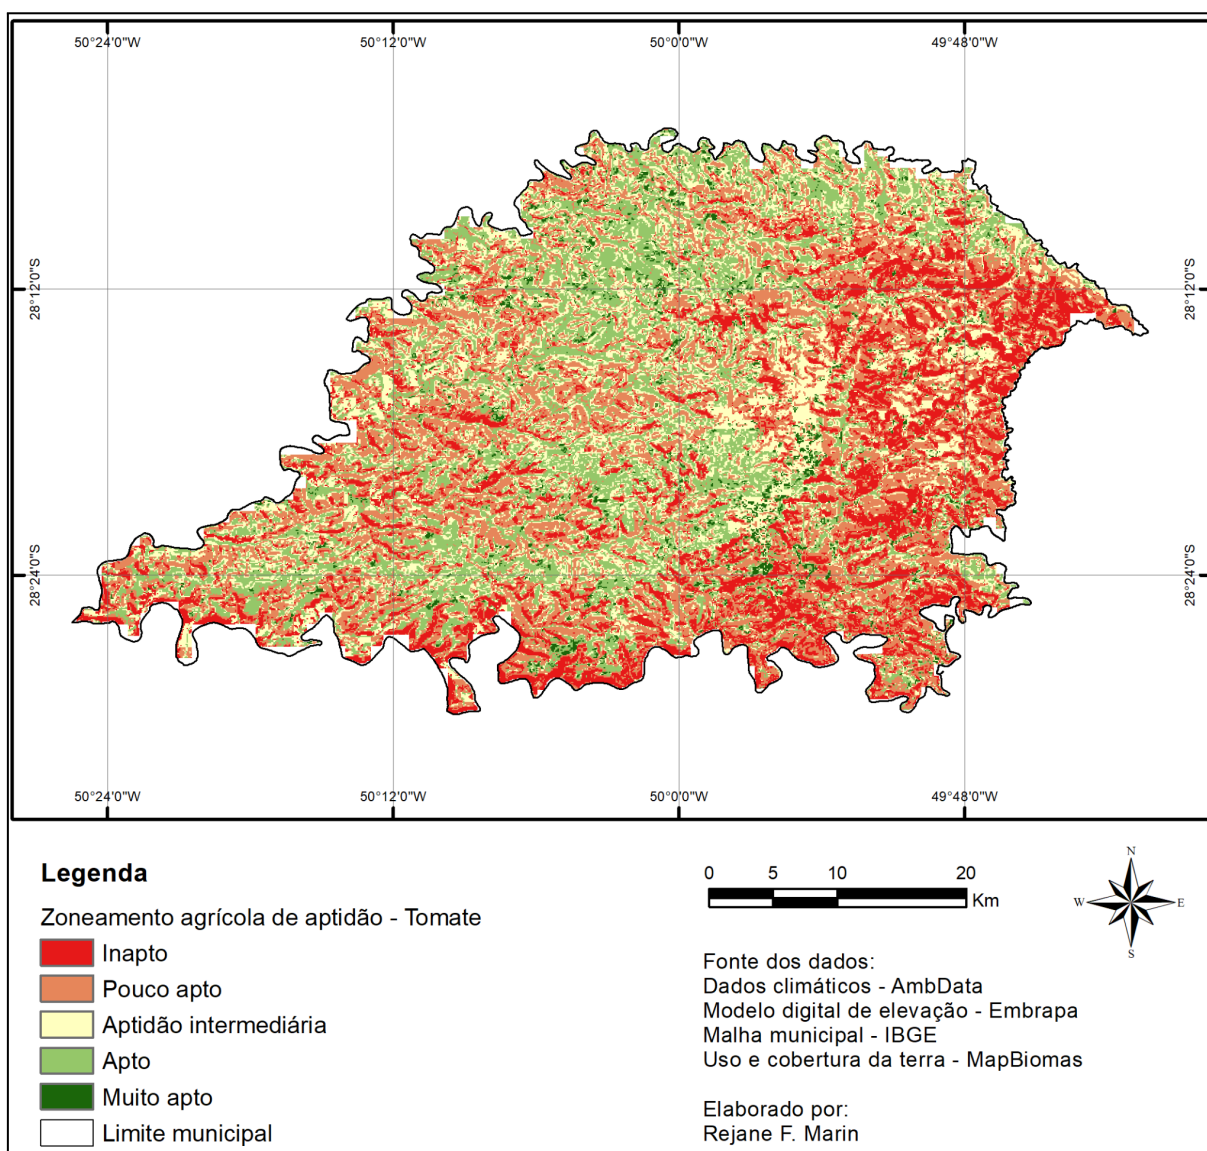 50°24'0"W 50°12'0"W 50°0'0"W 49°48'0"W
28°12'0"S 28°12'0"S
28°24'0"S 28°24'0"S
50°24'0"W 50°12'0"W 50°0'0"W 49°48'0"W
Legenda
Zoneamento agrícola de aptidão - Tomate
Inapto
Pouco apto
Aptidão intermediária
Apto
Muito apto
Limite municipal
0 5 10 20
Km
N
W E
S
Fonte dos dados:
Dados climáticos - AmbData
Modelo digital de elevação - Embrapa
Malha municipal - IBGE
Uso e cobertura da terra - MapBiomas
Elaborado por:
Rejane F. Marin